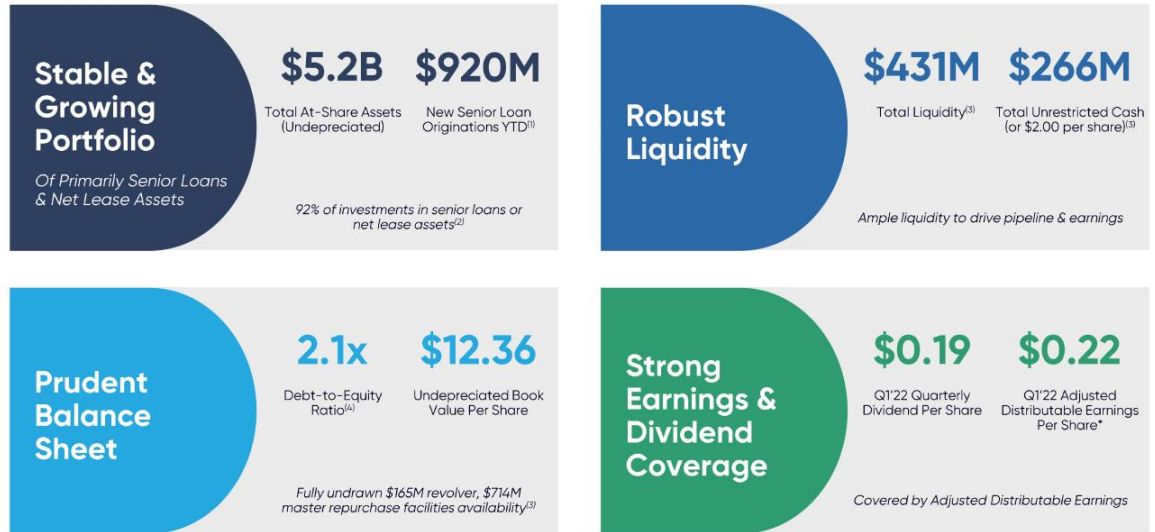 Stable &
Growing
Portfolio
Of Primarily Senior Loans
& Net Lease Assets
$5.2B
Total At-Share Assets
(Undepreciated)
$920M
New Senior Loan
Originations YTD(1)
92% of investments in senior loans or
net lease assets(2)
Robust
Liquidity
$431M
Total Liquidity(3)
$266M
Total Unrestricted Cash
(or $2.00 per share)(3)
Ample liquidity to drive pipeline & earnings
Prudent
Balance
Sheet
2.1x
Debt-to-Equity
Ratio(4)
$12.36
Undepreciated Book
Value Per Share
Fully undrawn $165M revolver, $714M
master repurchase facilities availability(3)
Strong
Earnings &
Dividend
Coverage
$0.19
Q1'22 Quarterly
Dividend Per Share
$0.22
Q1'22 Adjusted
Distributable Earnings
Per Share*
Covered by Adjusted Distributable Earnings